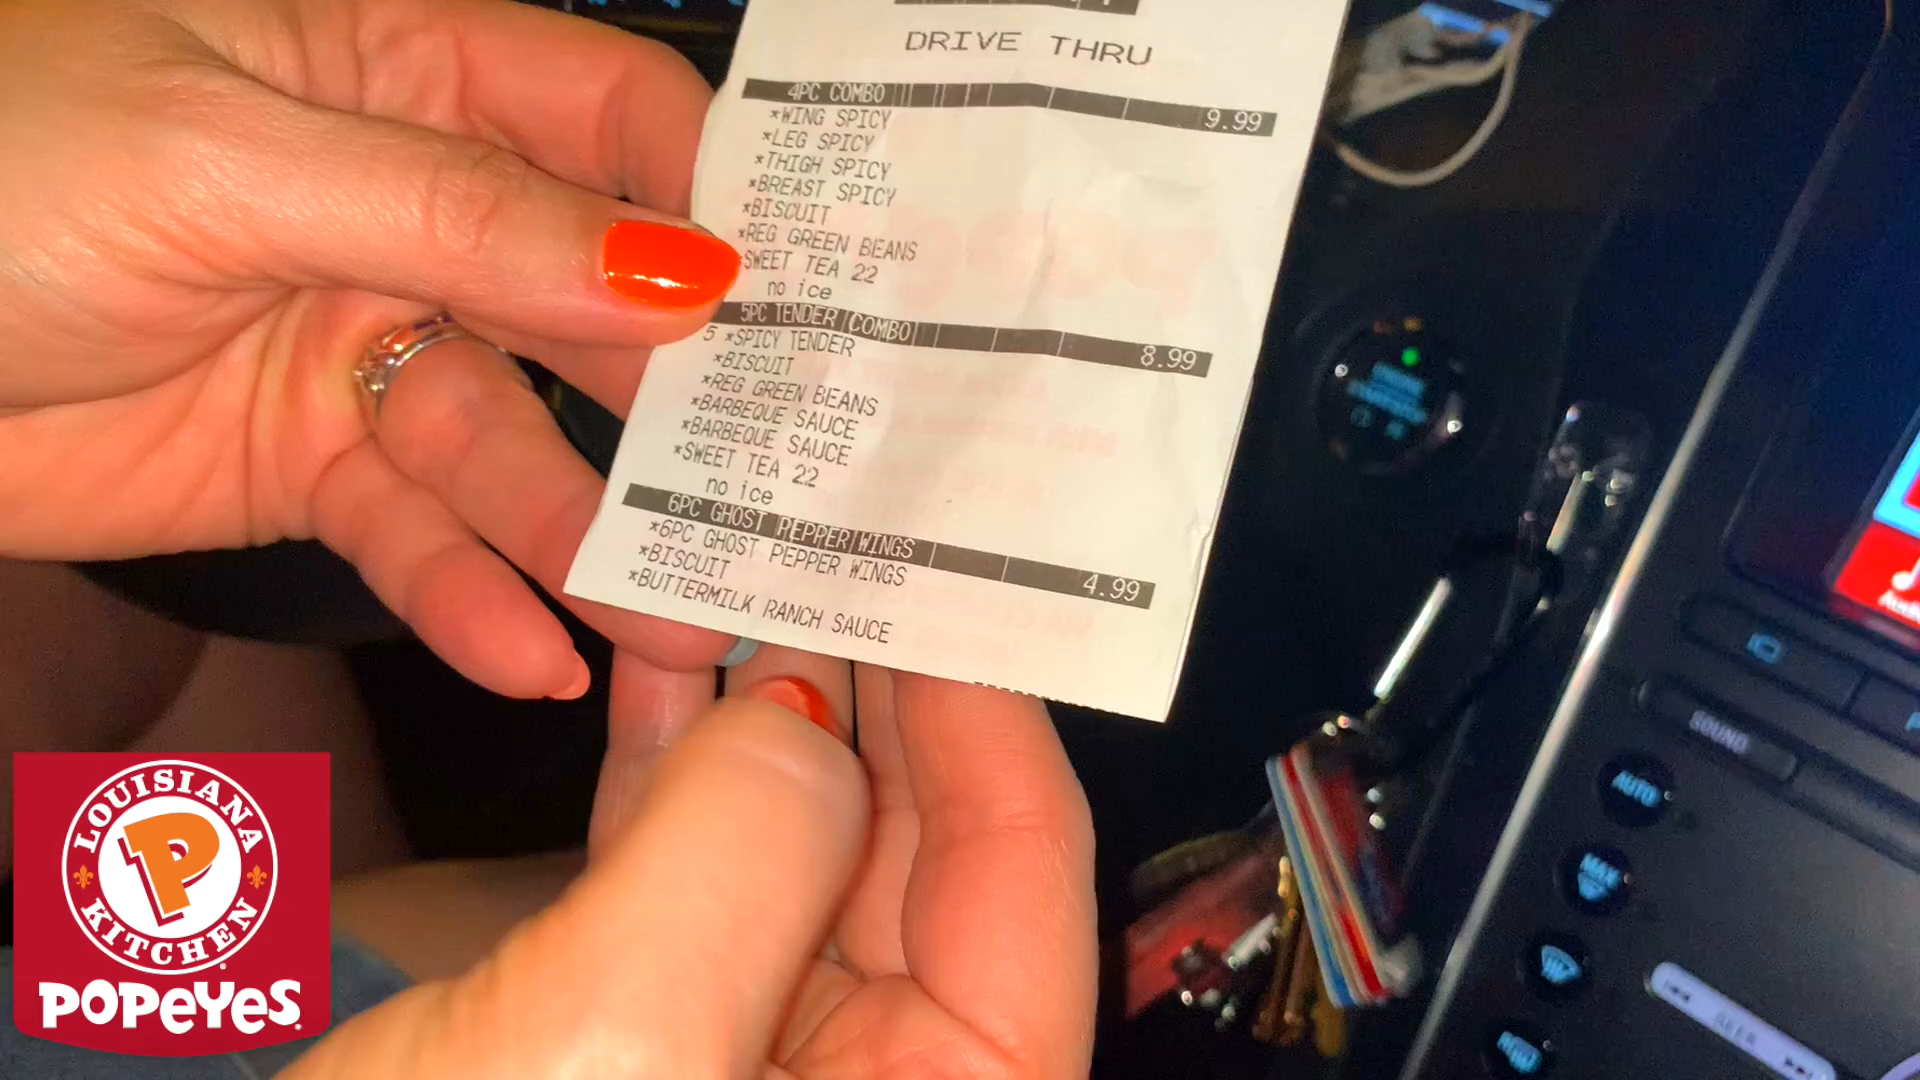 DRIVE THRU
4PC COMBO 9.99
*WING SPICY
*LEG SPICY
*THIGH SPICY
*BREAST SPICY
*BISCUIT
*REG GREEN BEANS
*SWEET TEA 22
no ice
5PC TENDER COMBO 8.99
5 *SPICY TENDER
*BISCUIT
*REG GREEN BEANS
*BARBEQUE SAUCE
*BARBEQUE SAUCE
*SWEET TEA 22
no ice
6PC GHOST PEPPER WINGS 4.99
*6PC GHOST PEPPER WINGS
*BISCUIT
*BUTTERMILK RANCH SAUCE
SOUND
AUTO
MAX
SEEK
LOUISIANA
P
KITCHEN
POPEYES